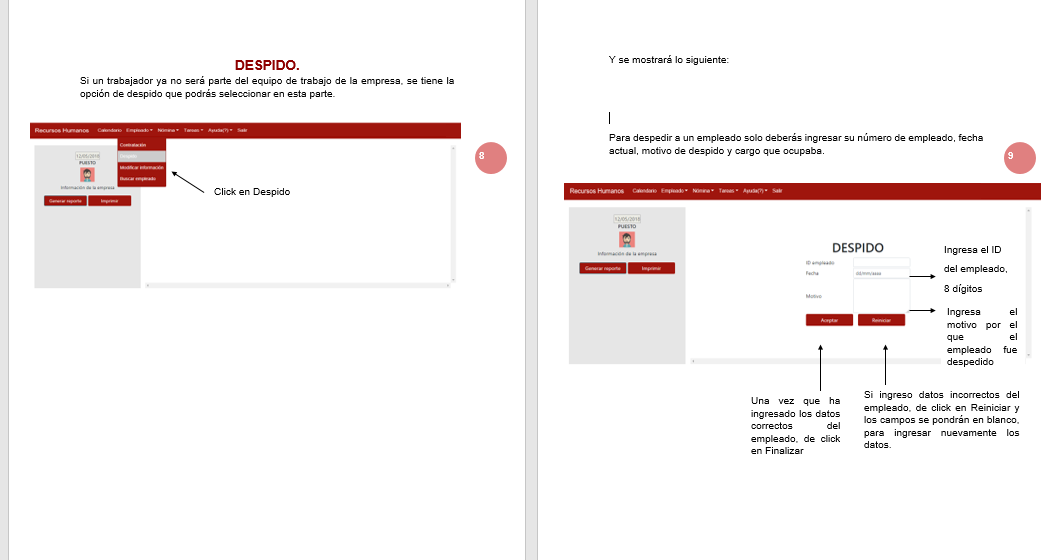 DESPIDO.
Si un trabajador ya no será parte del equipo de trabajo de la empresa, se tiene la
opción de despido que podrás seleccionar en esta parte.
Recursos Humanos Calendario Empleado Nómina Tareas Ayuda(?) Salir
Contratación
Despido
Modificar información
Buscar empleado
12/05/2018
PUESTO
Información de la empresa
Generar reporte Imprimir
Click en Despido
8
Y se mostrará lo siguiente:
Para despedir a un empleado solo deberás ingresar su número de empleado, fecha
actual, motivo de despido y cargo que ocupaba.
9
Recursos Humanos Calendario Empleado Nómina Tareas Ayuda(?) Salir
12/05/2018
PUESTO
Información de la empresa
Generar reporte Imprimir
DESPIDO
ID empleado
Fecha dd/mm/aaaa
Motivo
Aceptar Reiniciar
Ingresa el ID
del empleado,
8 dígitos
Ingresa el
motivo por el
que el
empleado fue
despedido
Una vez que ha
ingresado los datos
correctos del
empleado, de click
en Finalizar
Si ingreso datos incorrectos del
empleado, de click en Reiniciar y
los campos se pondrán en blanco,
para ingresar nuevamente los
datos.